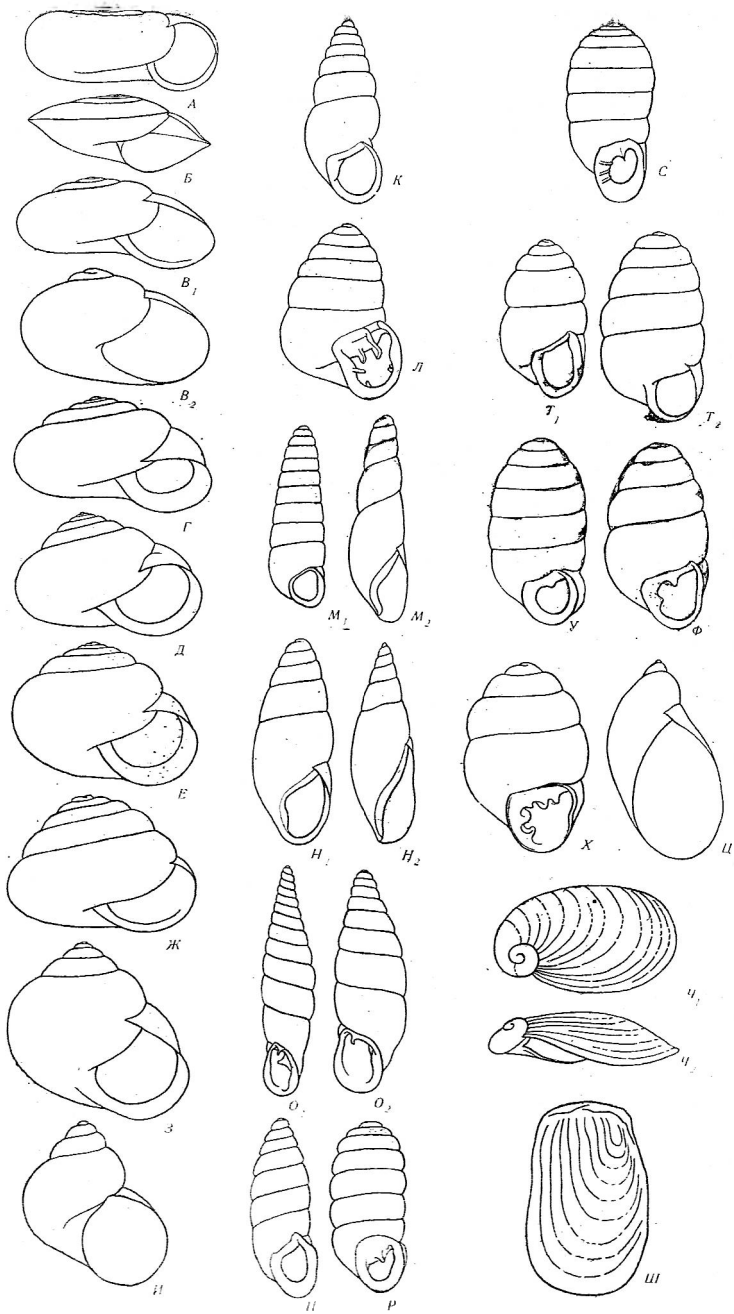 А
Б
В₁
В₂
Г
Д
Е
Ж
З
И
К
Л
М₁
М₂
Н₁
Н₂
О₁
О₂
П
Р
С
Т₁
Т₂
У
Ф
Х
Ц
Ч₁
Ч₂
Ш